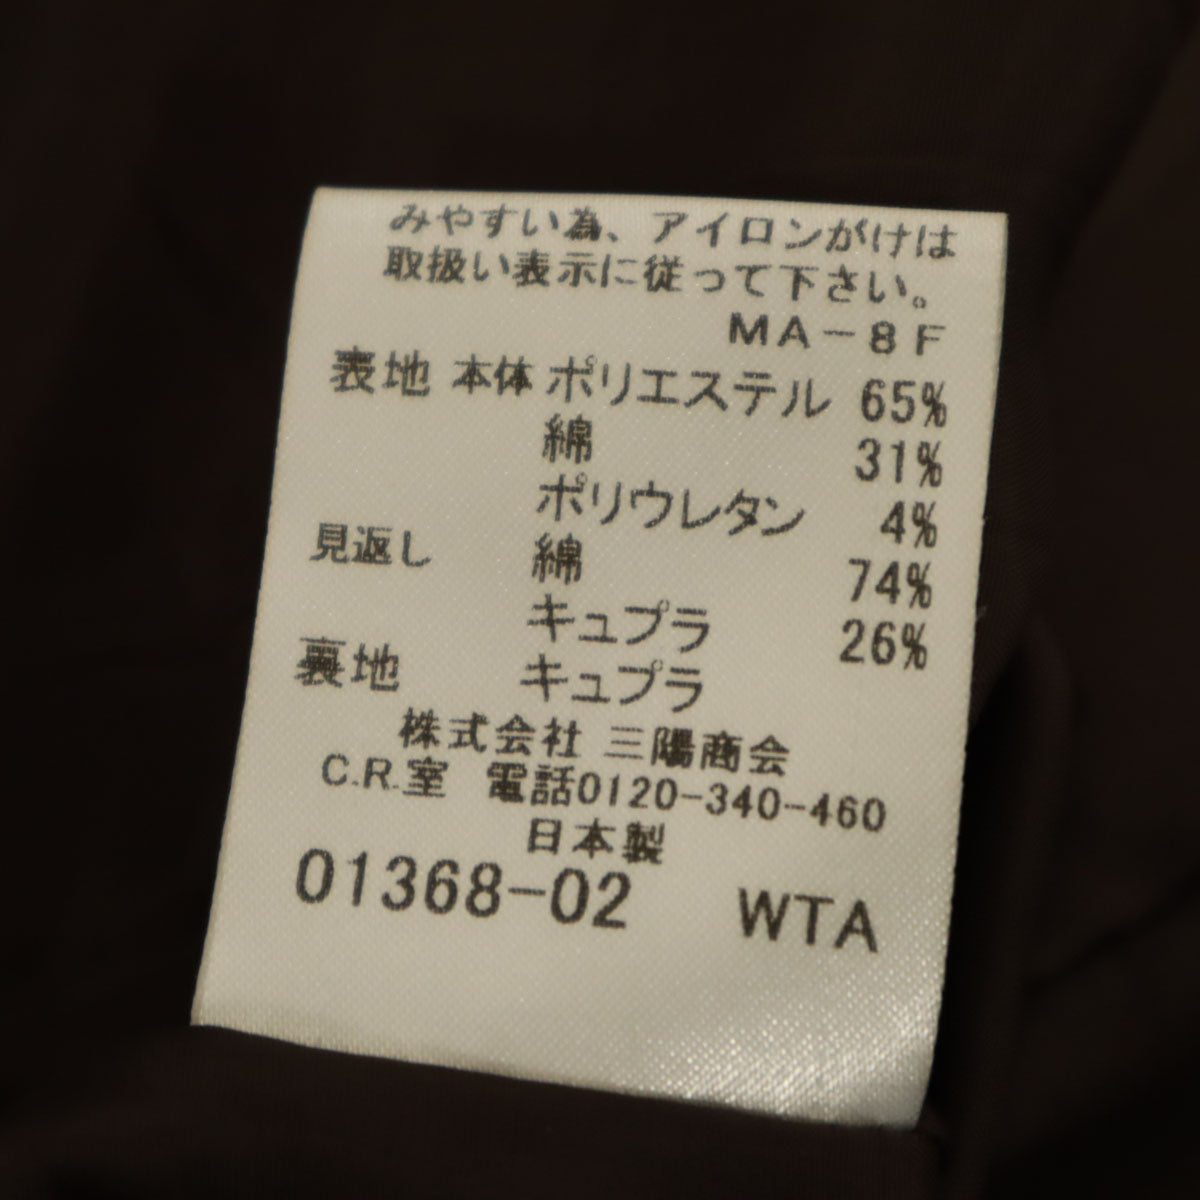 みやすい為、アイロンがけは
取扱い表示に従って下さい。
MA-8F
表地 本体 ポリエステル 65%
綿 31%
ポリウレタン 4%
見返し 綿 74%
キュプラ 26%
裏地 キュプラ
株式会社 三陽商会
C.R.室 電話0120-340-460
日本製
01368-02 WTA